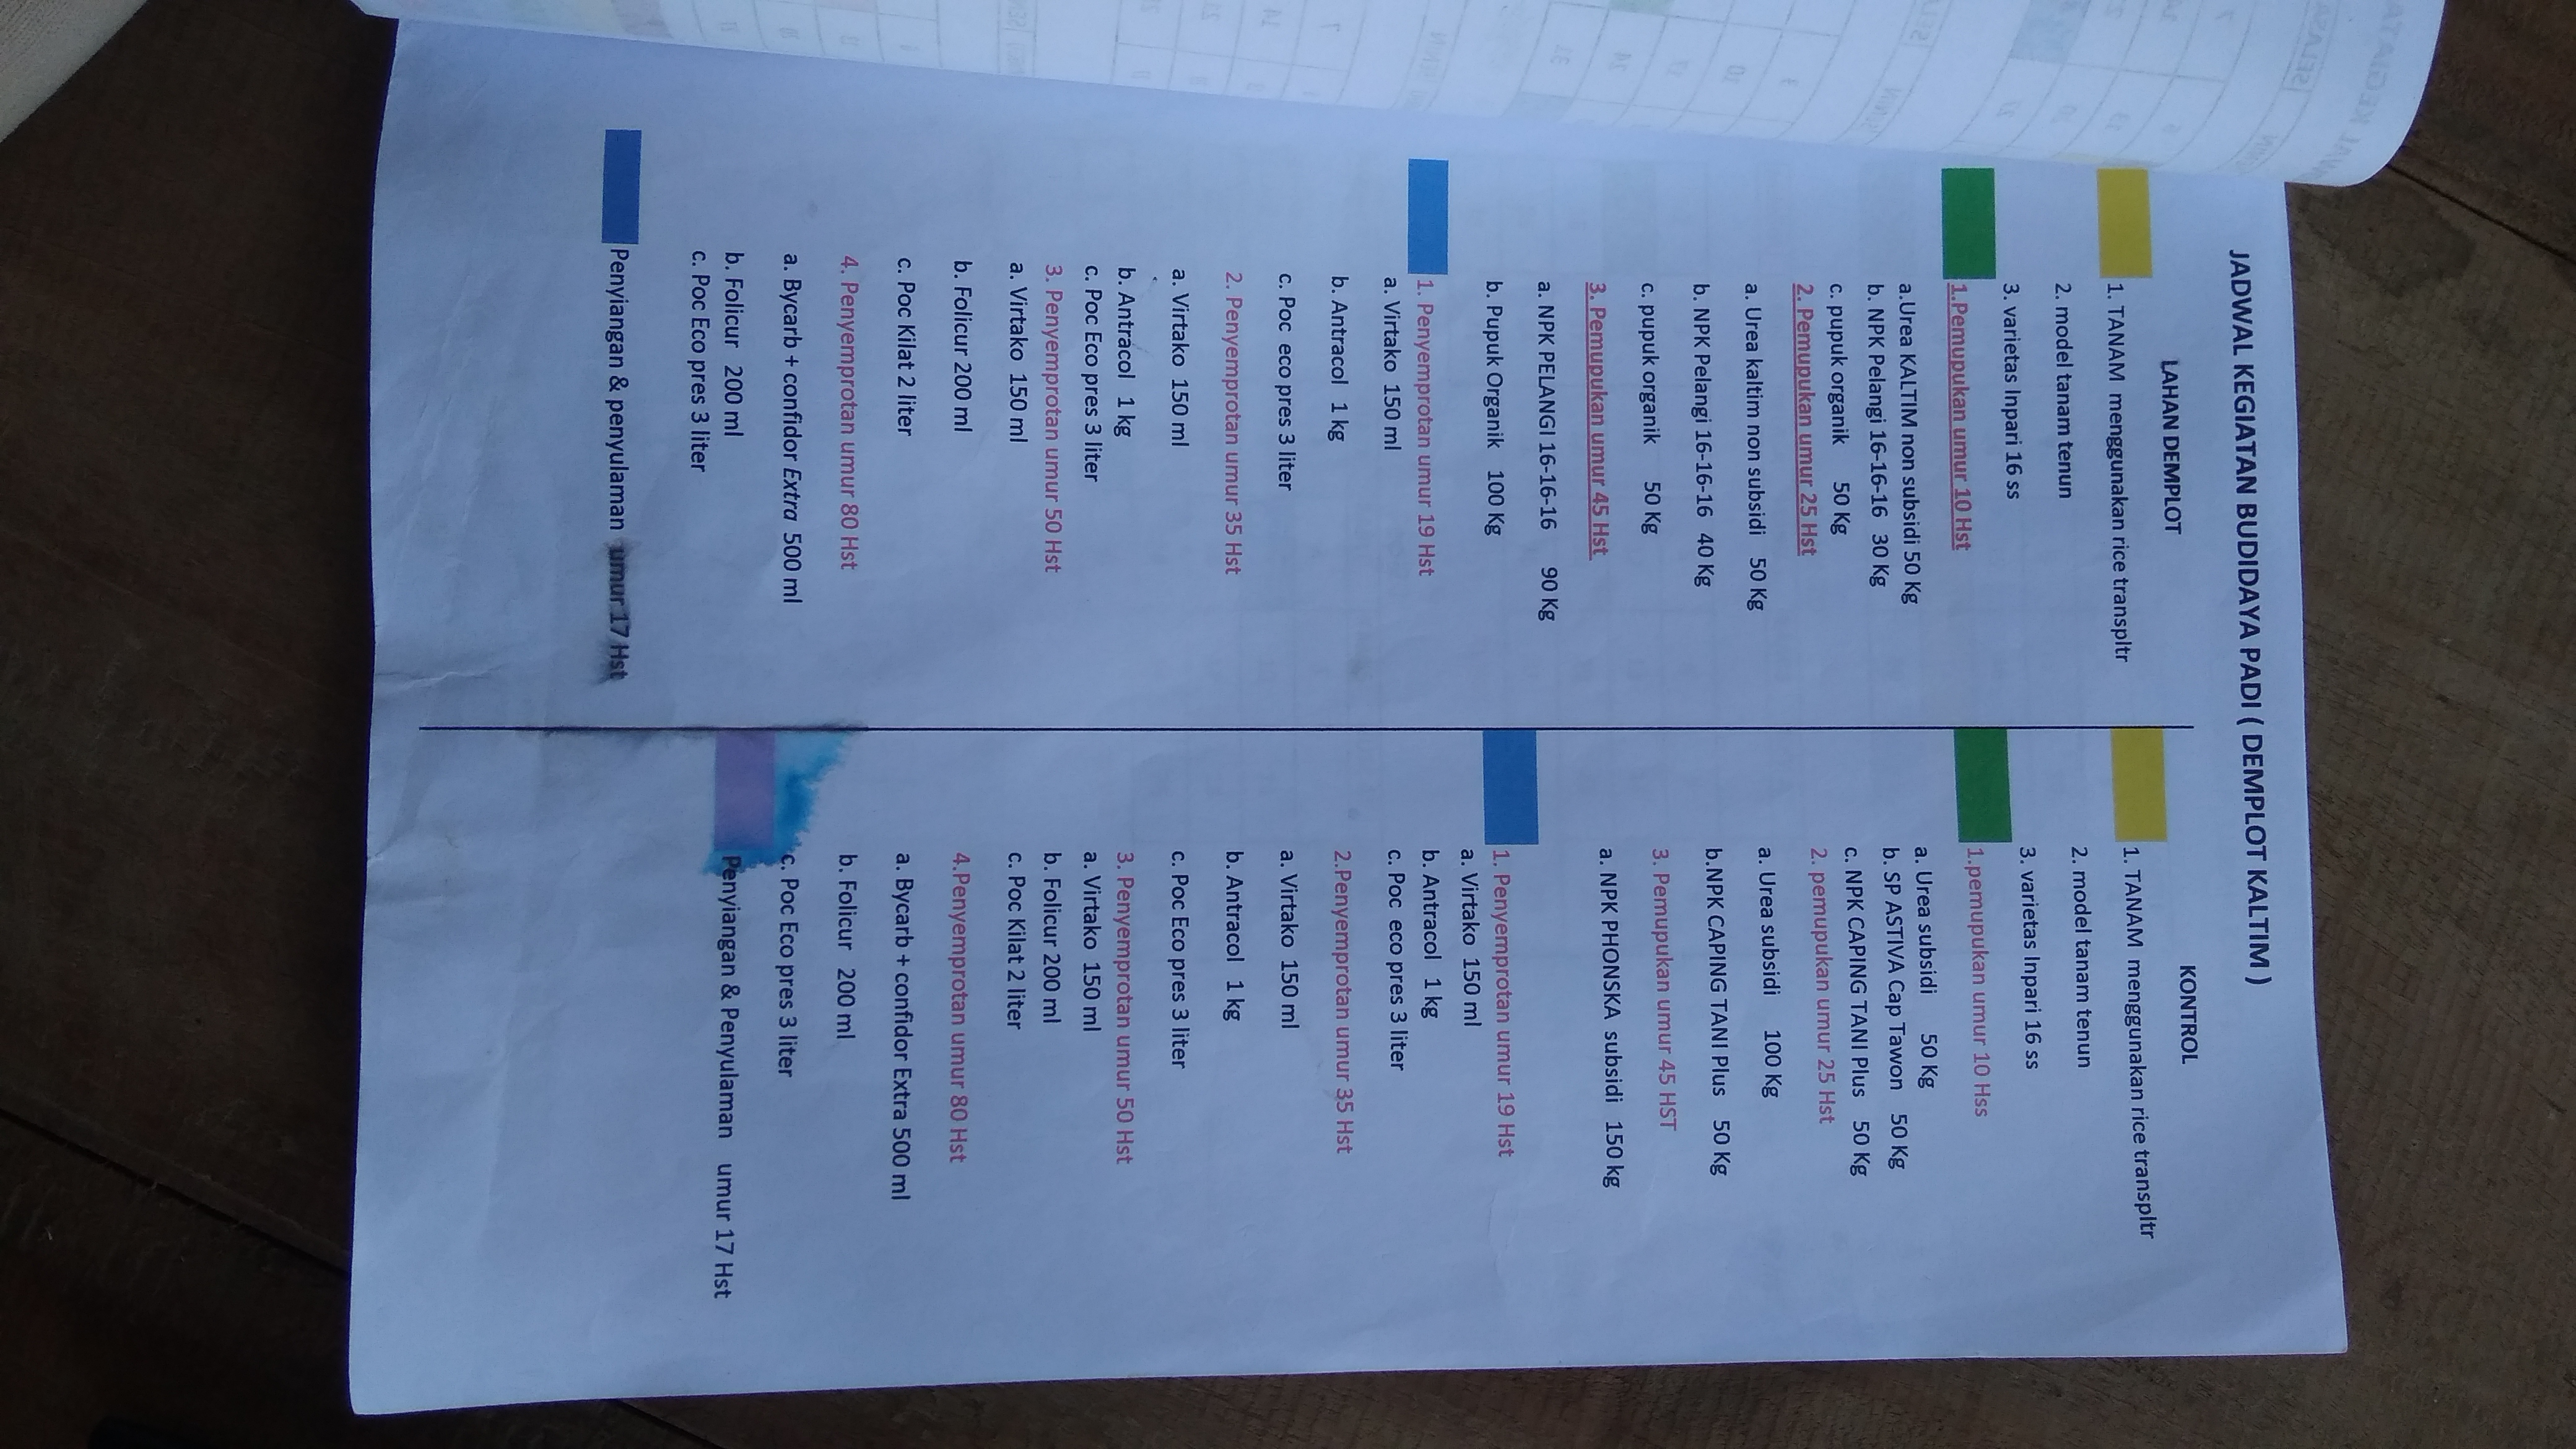 JADWAL KEGIATAN BUDIDAYA PADI ( DEMPLOT KALTIM )
LAHAN DEMPLOT
1. TANAM menggunakan rice transpltr
2. model tanam tenun
3. varietas Inpari 16 ss
1.Pemupukan umur 10 Hst
a.Urea KALTIM non subsidi 50 Kg
b. NPK Pelangi 16-16-16 30 Kg
c. pupuk organik 50 Kg
2. Pemupukan umur 25 Hst
a. Urea kaltim non subsidi 50 Kg
b. NPK Pelangi 16-16-16 40 Kg
c. pupuk organik 50 Kg
3. Pemupukan umur 45 Hst
a. NPK PELANGI 16-16-16 90 Kg
b. Pupuk Organik 100 Kg
1. Penyemprotan umur 19 Hst
a. Virtako 150 ml
b. Antracol 1 kg
c. Poc eco pres 3 liter
2. Penyemprotan umur 35 Hst
a. Virtako 150 ml
b. Antracol 1 kg
c. Poc Eco pres 3 liter
3. Penyemprotan umur 50 Hst
a. Virtako 150 ml
b. Folicur 200 ml
c. Poc Kilat 2 liter
4. Penyemprotan umur 80 Hst
a. Bycarb + confidor Extra 500 ml
b. Folicur 200 ml
c. Poc Eco pres 3 liter
Penyiangan & penyulaman umur 17 Hst
KONTROL
1. TANAM menggunakan rice transpltr
2. model tanam tenun
3. varietas Inpari 16 ss
1.pemupukan umur 10 Hss
a. Urea subsidi 50 Kg
b. SP ASTIVA Cap Tawon 50 Kg
c. NPK CAPING TANI Plus 50 Kg
2. pemupukan umur 25 Hst
a. Urea subsidi 100 Kg
b.NPK CAPING TANI Plus 50 Kg
3. Pemupukan umur 45 HST
a. NPK PHONSKA subsidi 150 kg
1. Penyemprotan umur 19 Hst
a. Virtako 150 ml
b. Antracol 1 kg
c. Poc eco pres 3 liter
2.Penyemprotan umur 35 Hst
a. Virtako 150 ml
b. Antracol 1 kg
c. Poc Eco pres 3 liter
3. Penyemprotan umur 50 Hst
a. Virtako 150 ml
b. Folicur 200 ml
c. Poc Kilat 2 liter
4.Penyemprotan umur 80 Hst
a. Bycarb + confidor Extra 500 ml
b. Folicur 200 ml
c. Poc Eco pres 3 liter
Penyiangan & Penyulaman umur 17 Hst